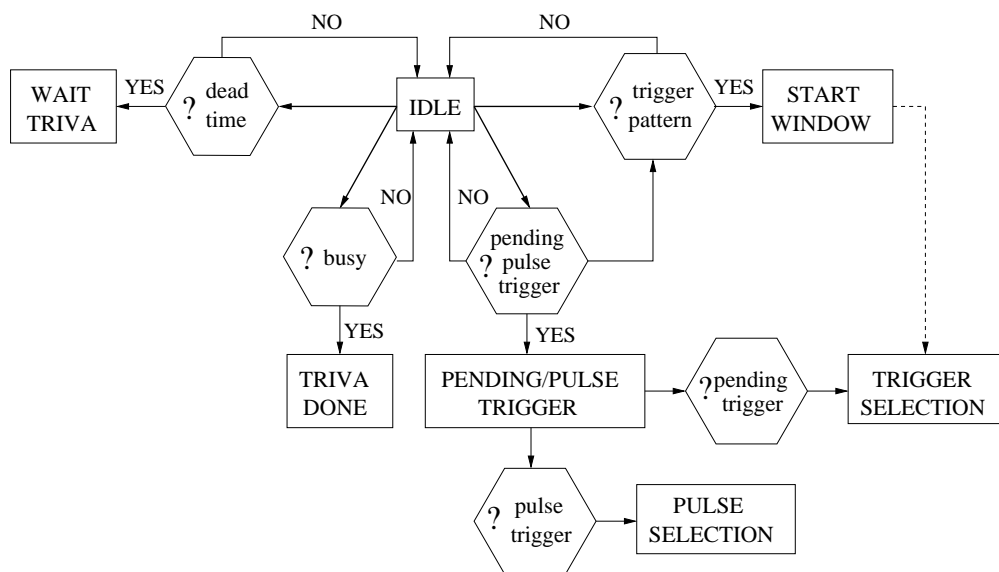 NO
NO
WAIT
TRIVA
YES
? dead
time
IDLE
? trigger
pattern
YES
START
WINDOW
NO
NO
? busy
pending
? pulse
trigger
YES
YES
TRIVA
DONE
PENDING/PULSE
TRIGGER
? pending
trigger
TRIGGER
SELECTION
? pulse
trigger
PULSE
SELECTION